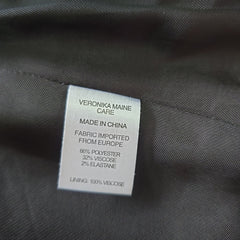 VERONIKA MAINE
CARE
MADE IN CHINA
FABRIC IMPORTED
FROM EUROPE
66% POLYESTER
32% VISCOSE
2% ELASTANE
LINING: 100% VISCOSE